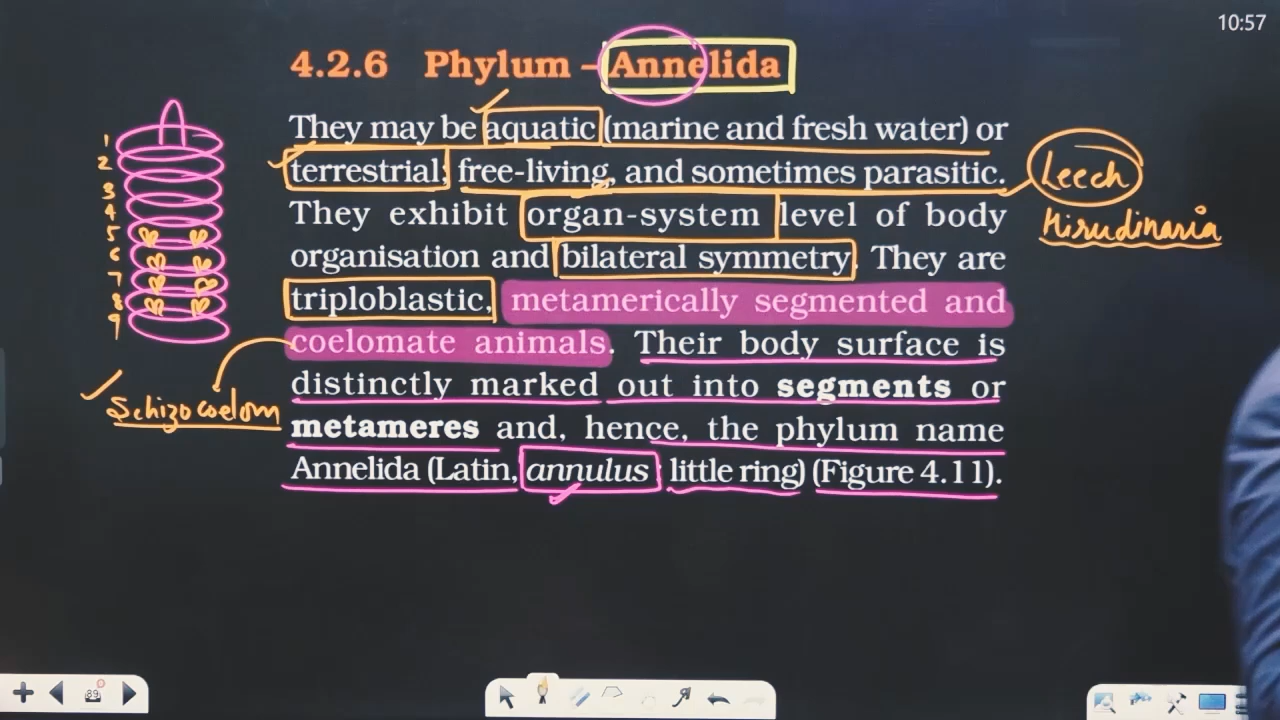 10:57
4.2.6 Phylum – Annelida
They may be aquatic (marine and fresh water) or
terrestrial; free-living, and sometimes parasitic.
They exhibit organ-system level of body
organisation and bilateral symmetry. They are
triploblastic, metamerically segmented and
coelomate animals. Their body surface is
distinctly marked out into segments or
metameres and, hence, the phylum name
Annelida (Latin, annulus : little ring) (Figure 4.11).
Leech
Hirudinaria
1
2
3
4
5
6
7
8
9
Schizocoelom
89